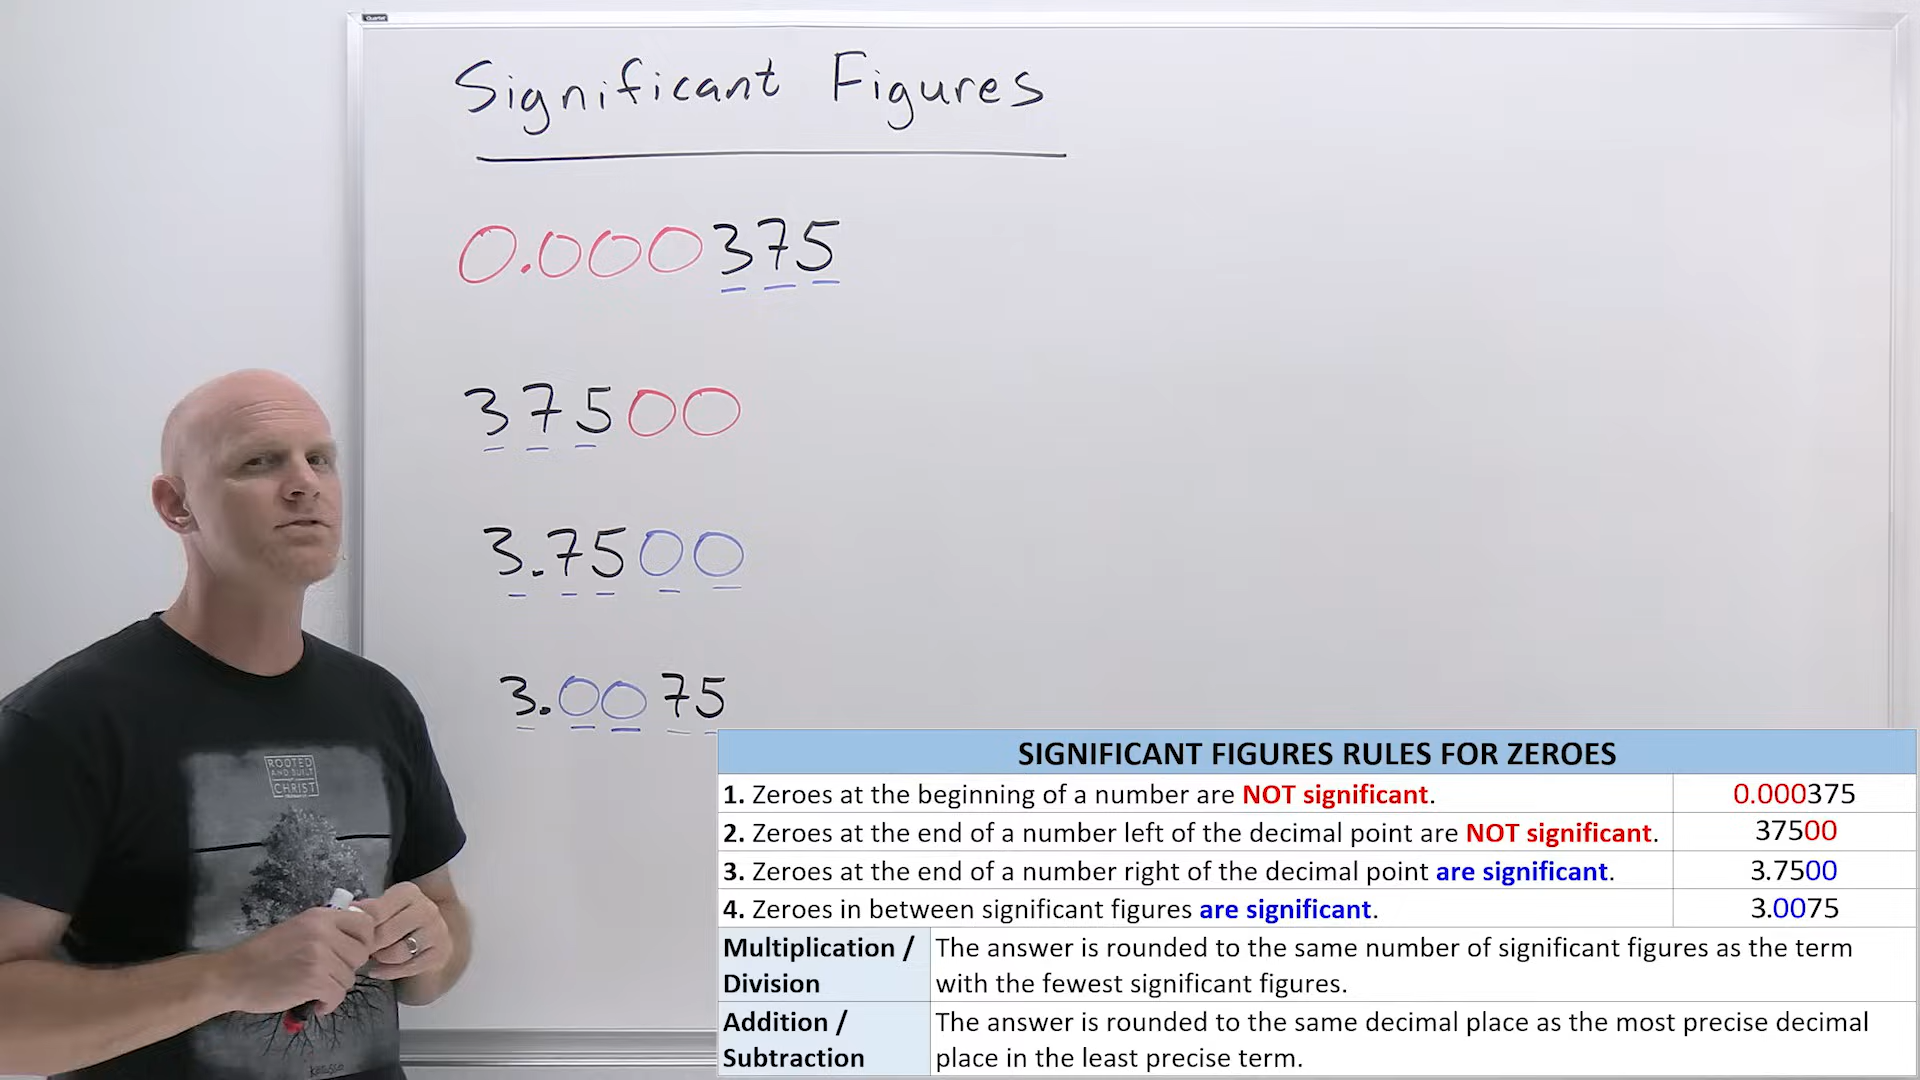 Quartet
Significant Figures
0.000375
37500
3.7500
3.0075
ROOTED
AND BUILT
CHRIST
SIGNIFICANT FIGURES RULES FOR ZEROES
1. Zeroes at the beginning of a number are NOT significant. 0.000375
2. Zeroes at the end of a number left of the decimal point are NOT significant. 37500
3. Zeroes at the end of a number right of the decimal point are significant. 3.7500
4. Zeroes in between significant figures are significant. 3.0075
Multiplication / Division
The answer is rounded to the same number of significant figures as the term
with the fewest significant figures.
Addition / Subtraction
The answer is rounded to the same decimal place as the most precise decimal
place in the least precise term.